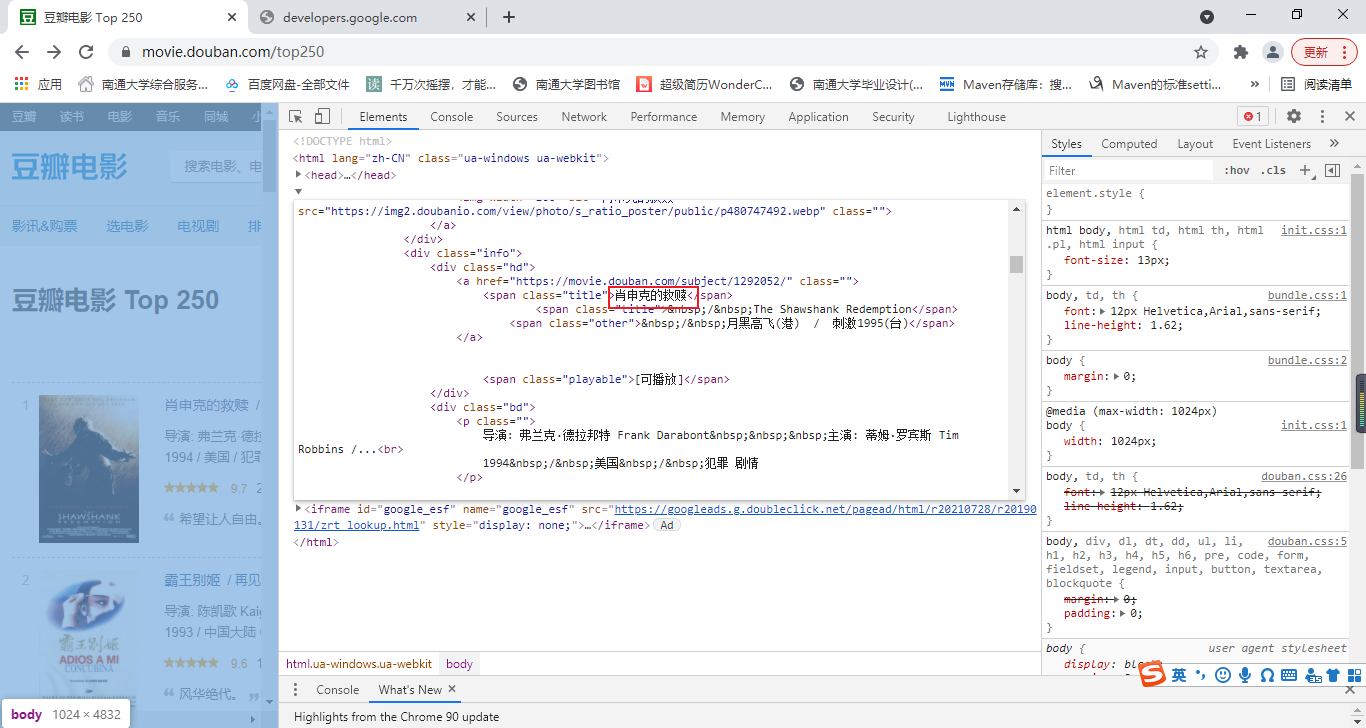 豆瓣电影 Top 250
developers.google.com
movie.douban.com/top250
更新
应用
南通大学综合服务...
百度网盘-全部文件
千万次摇摆，才能...
南通大学图书馆
超级简历WonderC...
南通大学毕业设计(...
Maven存储库：搜...
Maven的标准setti...
»
阅读清单
豆瓣 读书 电影 音乐 同城 小
豆瓣电影
搜索电影、电
影讯&购票 选电影 电视剧 排
豆瓣电影 Top 250
1
肖申克的救赎 /
导演: 弗兰克·德拉
1994 / 美国 / 犯罪
9.7 2
希望让人自由。
2
霸王别姬 / 再见
导演: 陈凯歌 Kaig
1993 / 中国大陆
9.6 1
风华绝代。
THE SHAWSHANK REDEMPTION
霸王别姬
ADIOS A MI CONCUBINA
body 1024 × 4832
Elements Console Sources Network Performance Memory Application Security Lighthouse
1
<!DOCTYPE html>
<html lang="zh-CN" class="ua-windows ua-webkit">
<head>…</head>
src="https://img2.doubanio.com/view/photo/s_ratio_poster/public/p480747492.webp" class="">
</a>
</div>
<div class="info">
<div class="hd">
<a href="https://movie.douban.com/subject/1292052/" class="">
<span class="title">肖申克的救赎</span>
<span class="title">&nbsp;/&nbsp;The Shawshank Redemption</span>
<span class="other">&nbsp;/&nbsp;月黑高飞(港) / 刺激1995(台)</span>
</a>
<span class="playable">[可播放]</span>
</div>
<div class="bd">
<p class="">
导演: 弗兰克·德拉邦特 Frank Darabont&nbsp;&nbsp;&nbsp;主演: 蒂姆·罗宾斯 Tim
Robbins /...<br>
1994&nbsp;/&nbsp;美国&nbsp;/&nbsp;犯罪 剧情
</p>
<iframe id="google_esf" name="google_esf" src="https://googleads.g.doubleclick.net/pagead/html/r20210728/r20190
131/zrt_lookup.html" style="display: none;">…</iframe> Ad
</html>
html.ua-windows.ua-webkit body
Console What's New
Highlights from the Chrome 90 update
Styles Computed Layout Event Listeners »
Filter :hov .cls +
element.style {
}
html body, html td, html th, html init.css:1
.pl, html input {
font-size: 13px;
}
body, td, th { bundle.css:1
font: 12px Helvetica,Arial,sans-serif;
line-height: 1.62;
}
body { bundle.css:2
margin: 0;
}
@media (max-width: 1024px)
body { init.css:1
width: 1024px;
}
body, td, th { douban.css:26
font: 12px Helvetica,Arial,sans-serif;
line-height: 1.62;
}
body, div, dl, dt, dd, ul, li, douban.css:5
h1, h2, h3, h4, h5, h6, pre, code, form,
fieldset, legend, input, button, textarea,
blockquote {
margin: 0;
padding: 0;
}
body { user agent stylesheet
英